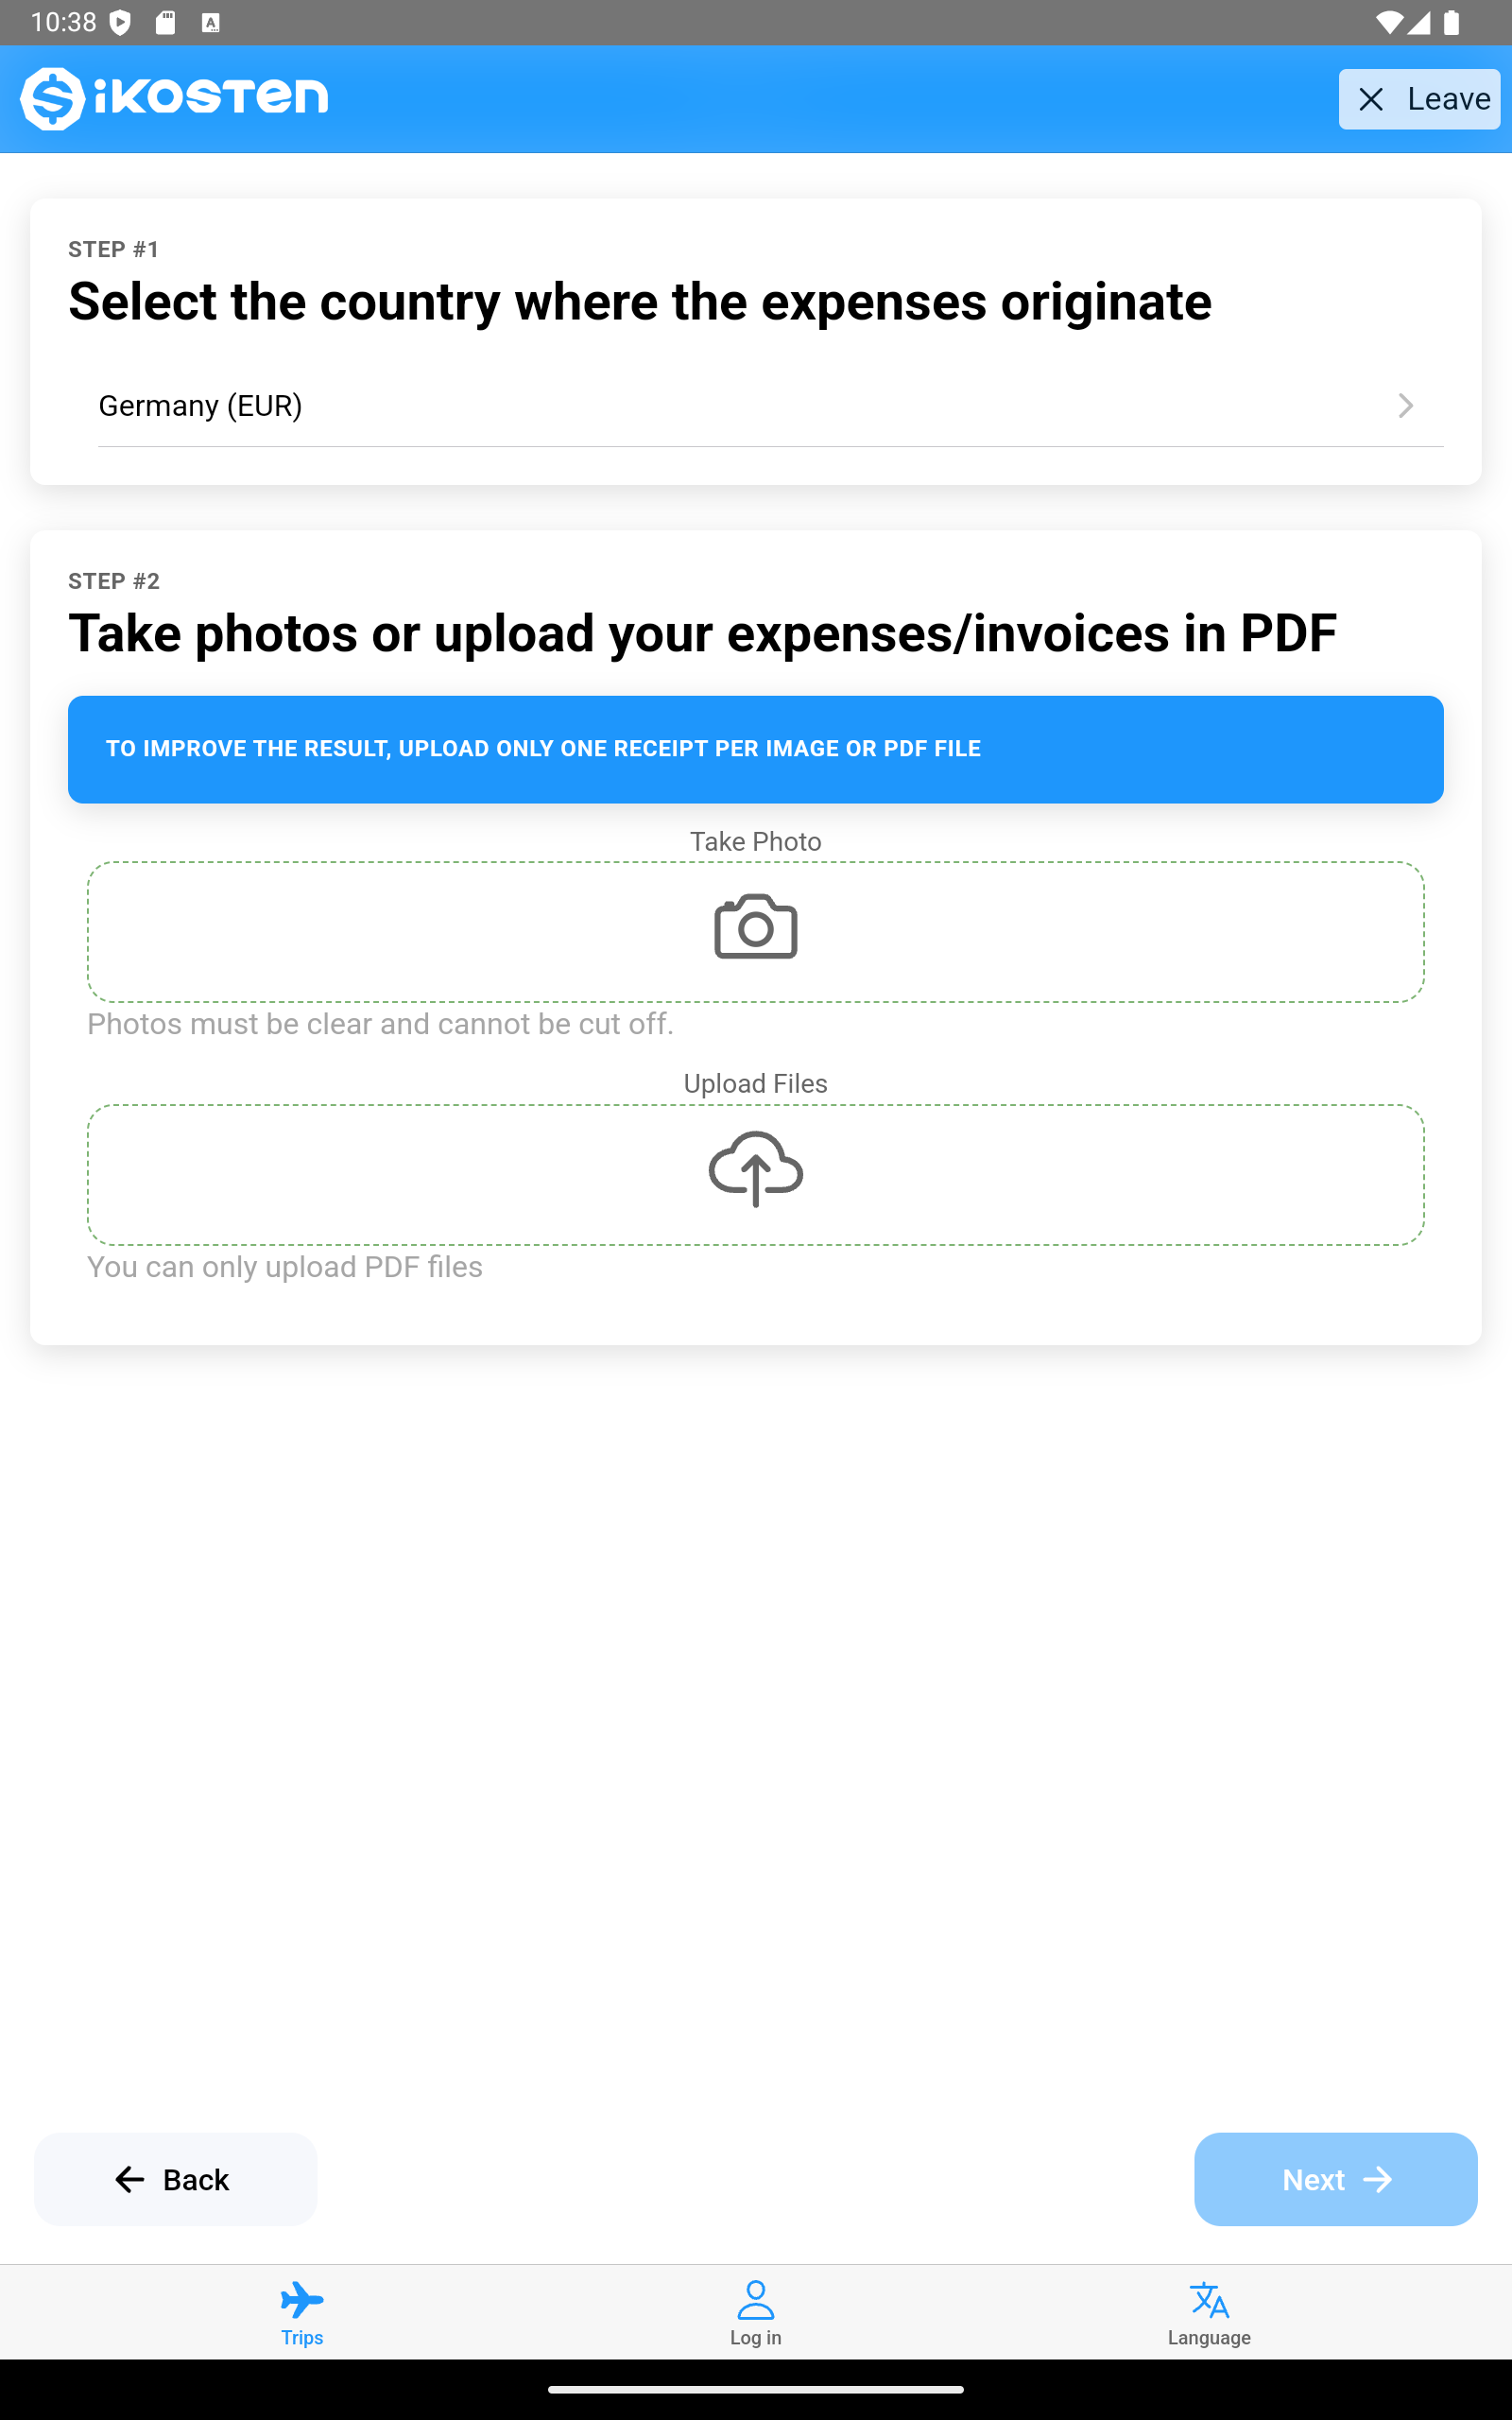 10:38
iKOSTEN
Leave
STEP #1
Select the country where the expenses originate
Germany (EUR)
STEP #2
Take photos or upload your expenses/invoices in PDF
TO IMPROVE THE RESULT, UPLOAD ONLY ONE RECEIPT PER IMAGE OR PDF FILE
Take Photo
Photos must be clear and cannot be cut off.
Upload Files
You can only upload PDF files
Back
Next
Trips
Log in
Language